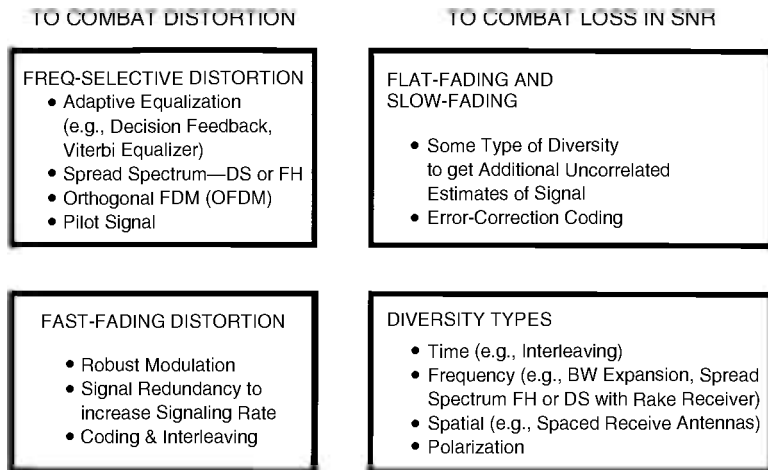 TO COMBAT DISTORTION
FREQ-SELECTIVE DISTORTION
• Adaptive Equalization
(e.g., Decision Feedback,
Viterbi Equalizer)
• Spread Spectrum—DS or FH
• Orthogonal FDM (OFDM)
• Pilot Signal
FAST-FADING DISTORTION
• Robust Modulation
• Signal Redundancy to
increase Signaling Rate
• Coding & Interleaving
TO COMBAT LOSS IN SNR
FLAT-FADING AND
SLOW-FADING
• Some Type of Diversity
to get Additional Uncorrelated
Estimates of Signal
• Error-Correction Coding
DIVERSITY TYPES
• Time (e.g., Interleaving)
• Frequency (e.g., BW Expansion, Spread
Spectrum FH or DS with Rake Receiver)
• Spatial (e.g., Spaced Receive Antennas)
• Polarization